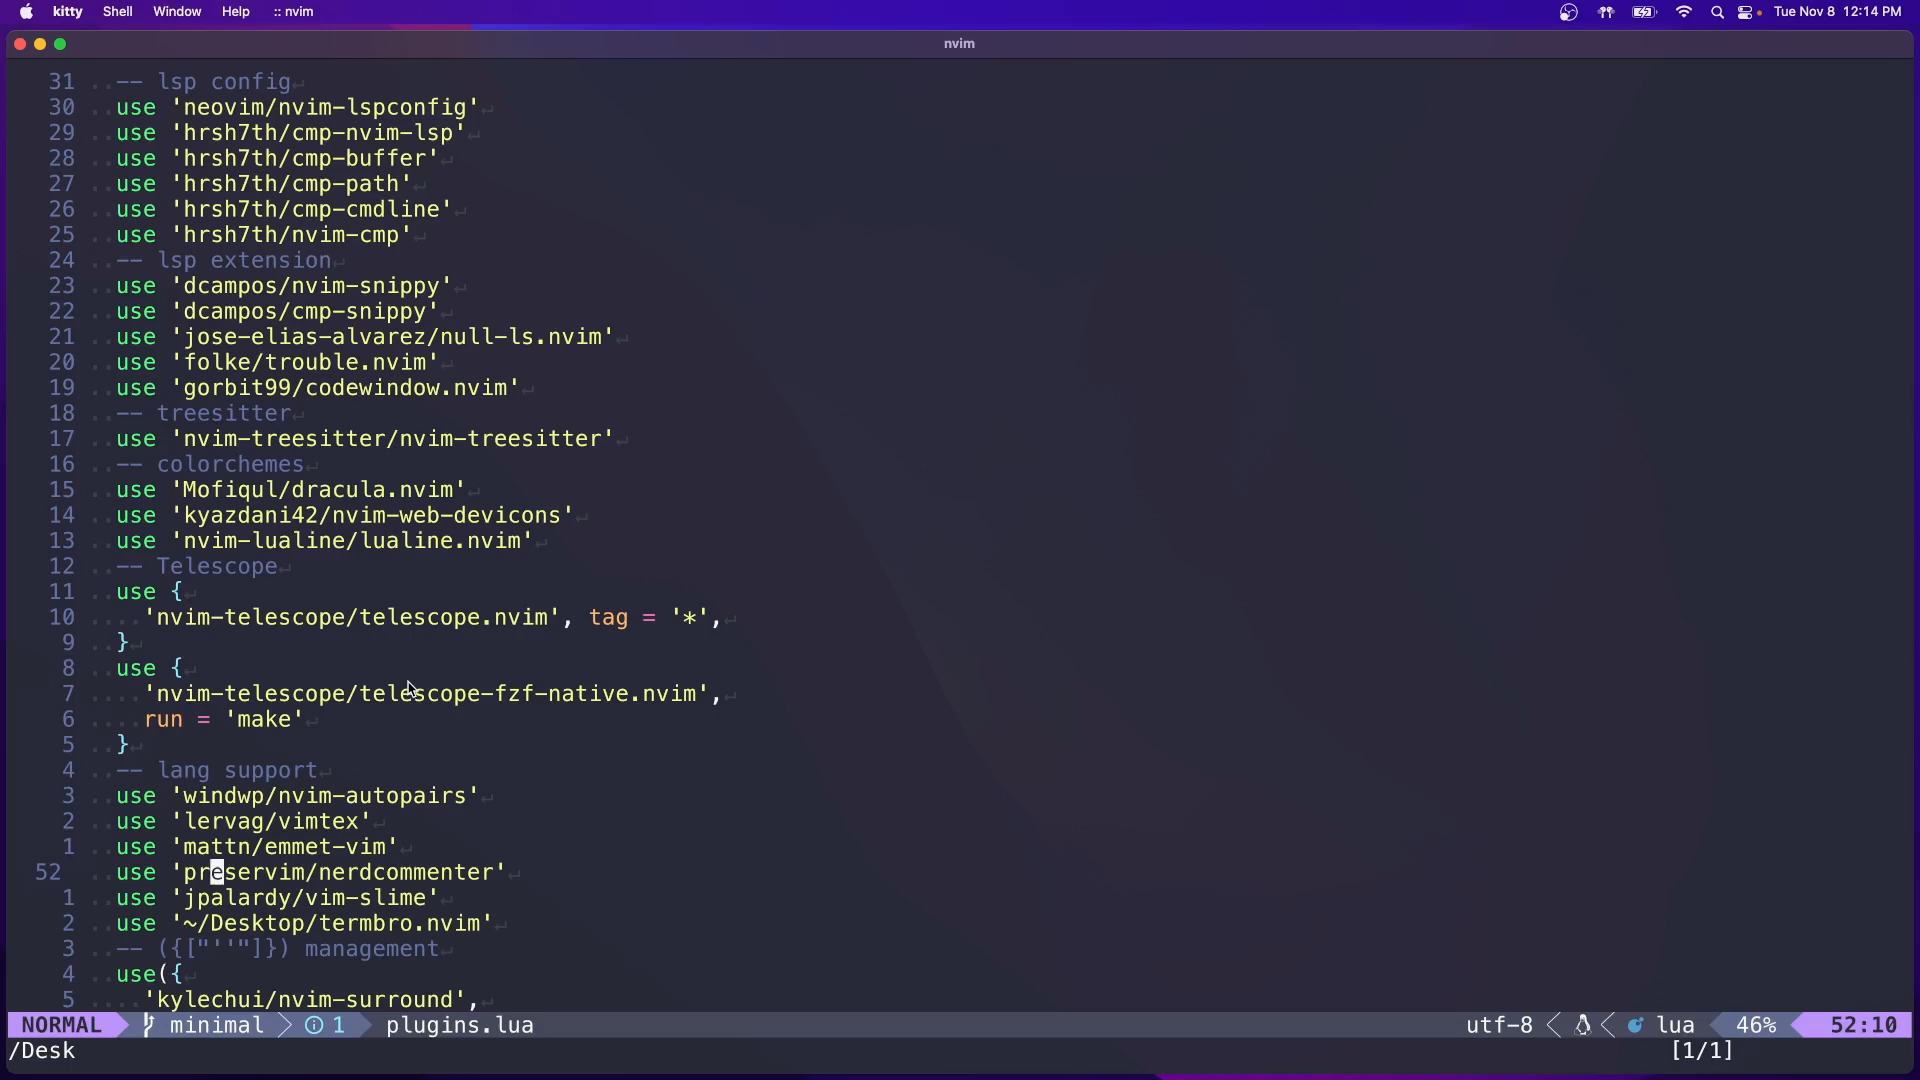 kitty Shell Window Help :: nvim Tue Nov 8 12:14 PM
nvim
31 -- lsp config
30 use 'neovim/nvim-lspconfig'
29 use 'hrsh7th/cmp-nvim-lsp'
28 use 'hrsh7th/cmp-buffer'
27 use 'hrsh7th/cmp-path'
26 use 'hrsh7th/cmp-cmdline'
25 use 'hrsh7th/nvim-cmp'
24 -- lsp extension
23 use 'dcampos/nvim-snippy'
22 use 'dcampos/cmp-snippy'
21 use 'jose-elias-alvarez/null-ls.nvim'
20 use 'folke/trouble.nvim'
19 use 'gorbit99/codewindow.nvim'
18 -- treesitter
17 use 'nvim-treesitter/nvim-treesitter'
16 -- colorchemes
15 use 'Mofiqul/dracula.nvim'
14 use 'kyazdani42/nvim-web-devicons'
13 use 'nvim-lualine/lualine.nvim'
12 -- Telescope
11 use {
10 'nvim-telescope/telescope.nvim', tag = '*',
9 }
8 use {
7 'nvim-telescope/telescope-fzf-native.nvim',
6 run = 'make'
5 }
4 -- lang support
3 use 'windwp/nvim-autopairs'
2 use 'lervag/vimtex'
1 use 'mattn/emmet-vim'
52 use 'preservim/nerdcommenter'
1 use 'jpalardy/vim-slime'
2 use '~/Desktop/termbro.nvim'
3 -- ({["''"]}) management
4 use({
5 'kylechui/nvim-surround',
NORMAL minimal 1 plugins.lua utf-8 lua 46% 52:10
/Desk [1/1]